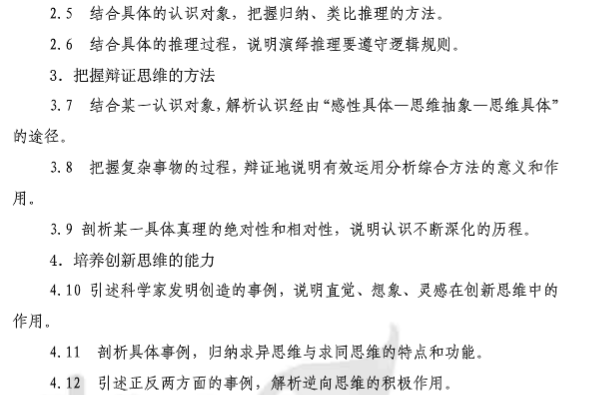 2.5 结合具体的认识对象，把握归纳、类比推理的方法。
2.6 结合具体的推理过程，说明演绎推理要遵守逻辑规则。
3．把握辩证思维的方法
3.7 结合某一认识对象，解析认识经由“感性具体—思维抽象—思维具体”
的途径。
3.8 把握复杂事物的过程，辩证地说明有效运用分析综合方法的意义和作
用。
3.9 剖析某一具体真理的绝对性和相对性，说明认识不断深化的历程。
4．培养创新思维的能力
4.10 引述科学家发明创造的事例，说明直觉、想象、灵感在创新思维中的
作用。
4.11 剖析具体事例，归纳求异思维与求同思维的特点和功能。
4.12 引述正反两方面的事例，解析逆向思维的积极作用。